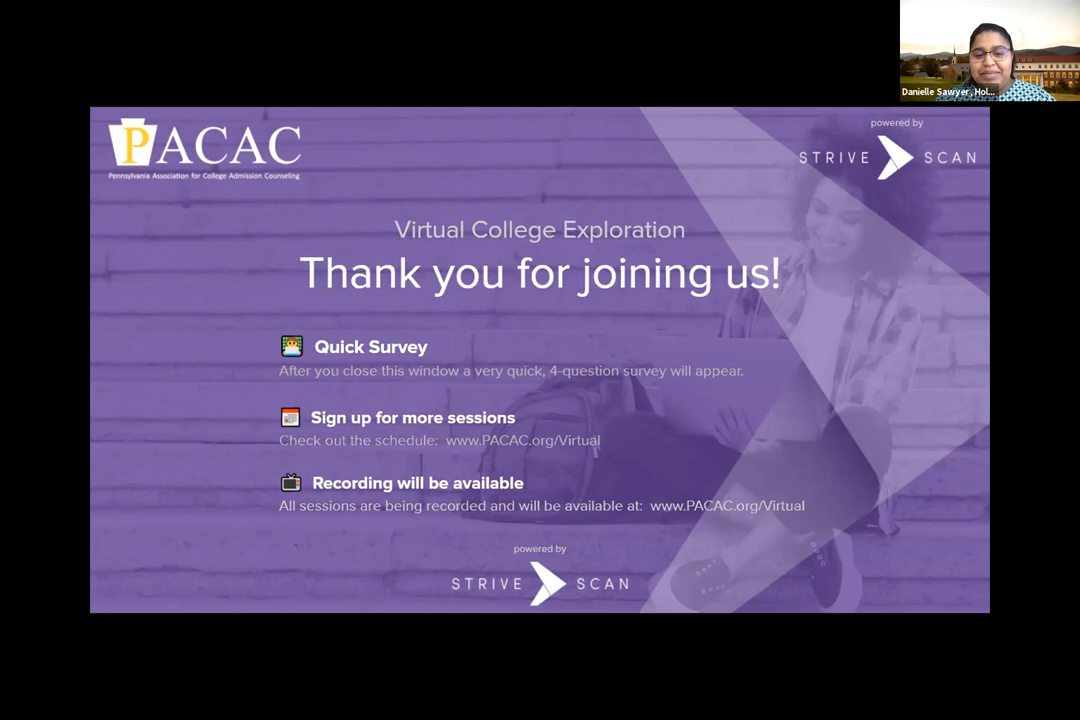 Danielle Sawyer, Hol...
PACAC
Pennsylvania Association for College Admission Counseling
powered by
STRIVE SCAN
Virtual College Exploration
Thank you for joining us!
Quick Survey
After you close this window a very quick, 4-question survey will appear.
Sign up for more sessions
Check out the schedule: www.PACAC.org/Virtual
Recording will be available
All sessions are being recorded and will be available at: www.PACAC.org/Virtual
powered by
STRIVE SCAN